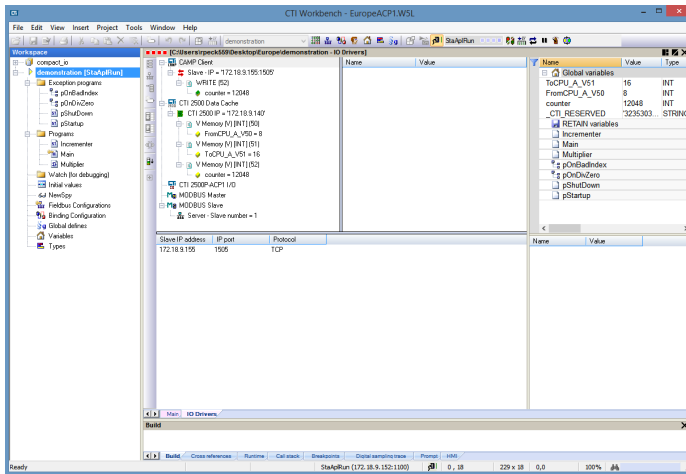 CTI Workbench - EuropeACP1.W5L
File Edit View Insert Project Tools Window Help
demonstration
StaAplRun
Workspace
compact_io
demonstration [StaAplRun]
Exception programs
pOnBadIndex
pOnDivZero
pShutDown
pStartup
Programs
Incrementer
Main
Multiplier
Watch (for debugging)
Initial values
NewSpy
Fieldbus Configurations
Binding Configuration
Global defines
Variables
Types
[C:\Users\rpeck559\Desktop\Europe\demonstration - IO Drivers]
CAMP Client
Slave - IP = '172.18.9.155:1505'
WRITE (52)
counter = 12048
CTI 2500 Data Cache
CTI 2500 IP = '172.18.9.140'
V Memory (V) [INT] (50)
FromCPU_A_V50 = 8
V Memory (V) [INT] (51)
ToCPU_A_V51 = 16
V Memory (V) [INT] (52)
counter = 12048
CTI 2500P-ACP1 I/O
MODBUS Master
MODBUS Slave
Server - Slave number = 1
Name Value
Slave IP address IP port Protocol
172.18.9.155 1505 TCP
Main IO Drivers
Name Value Type
Global variables
ToCPU_A_V51 16 INT
FromCPU_A_V50 8 INT
counter 12048 INT
_CTI_RESERVED '3235303... STRING
RETAIN variables
Incrementer
Main
Multiplier
pOnBadIndex
pOnDivZero
pShutDown
pStartup
Name Value
Build
Build Cross references Runtime Call stack Breakpoints Digital sampling trace Prompt HMI
Ready StaAplRun (172.18.9.152:1100) 0 , 18 229 x 18 0,0 100%